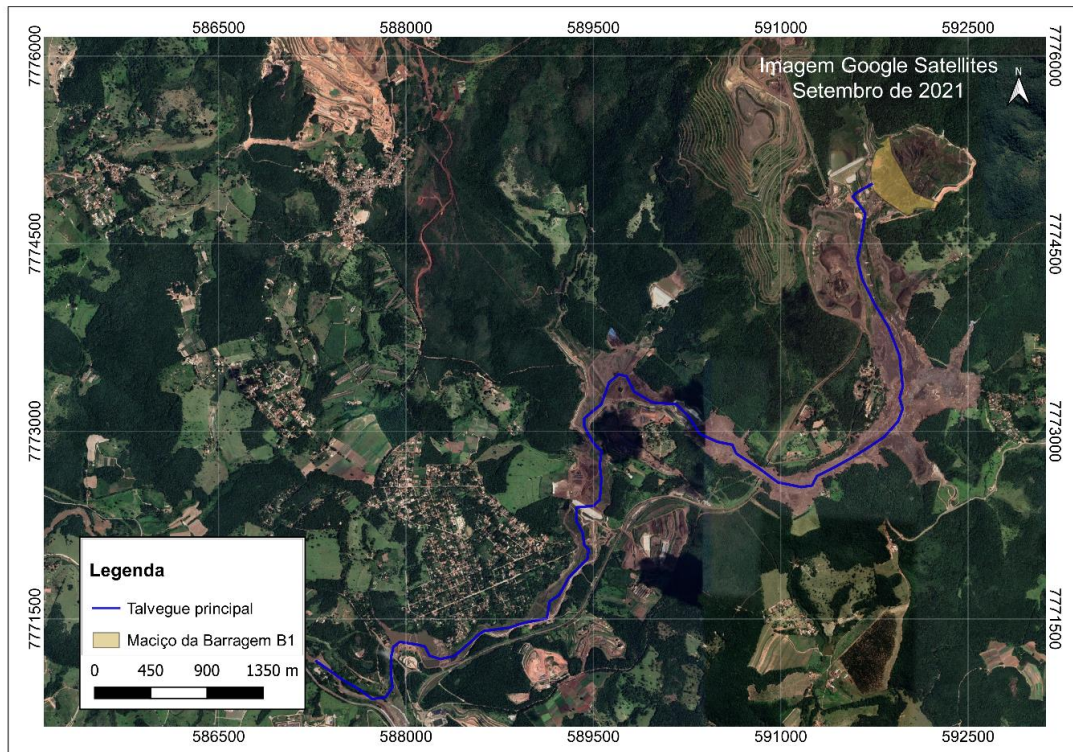 586500 588000 589500 591000 592500
7776000 7776000
Imagem Google Satellites
Setembro de 2021
N
7774500 7774500
7773000 7773000
7771500 7771500
Legenda
Talvegue principal
Maciço da Barragem B1
0 450 900 1350 m
586500 588000 589500 591000 592500